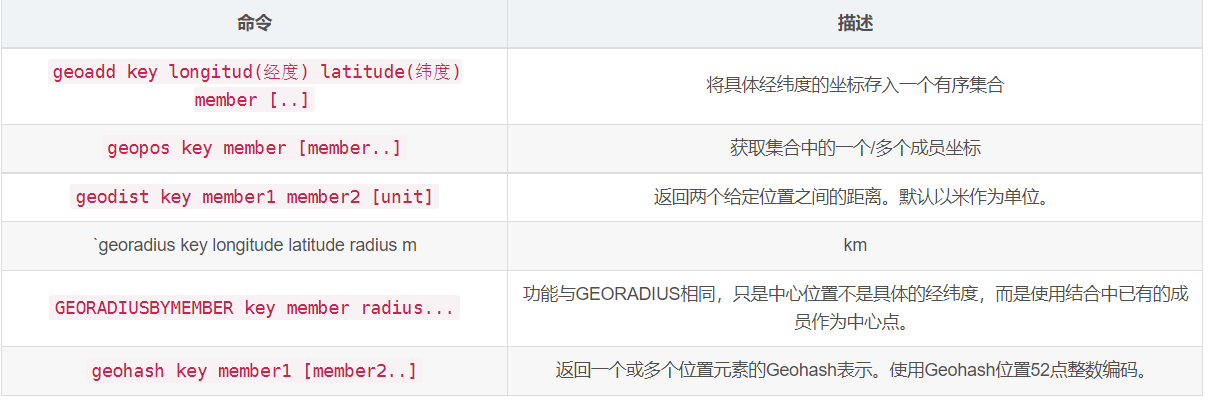 命令
描述
geoadd key longitud(经度) latitude(纬度)
member [..]
将具体经纬度的坐标存入一个有序集合
geopos key member [member..]
获取集合中的一个/多个成员坐标
geodist key member1 member2 [unit]
返回两个给定位置之间的距离。默认以米作为单位。
`georadius key longitude latitude radius m
km
GEORADIUSBYMEMBER key member radius...
功能与GEORADIUS相同，只是中心位置不是具体的经纬度，而是使用结合中已有的成
员作为中心点。
geohash key member1 [member2..]
返回一个或多个位置元素的Geohash表示。使用Geohash位置52点整数编码。